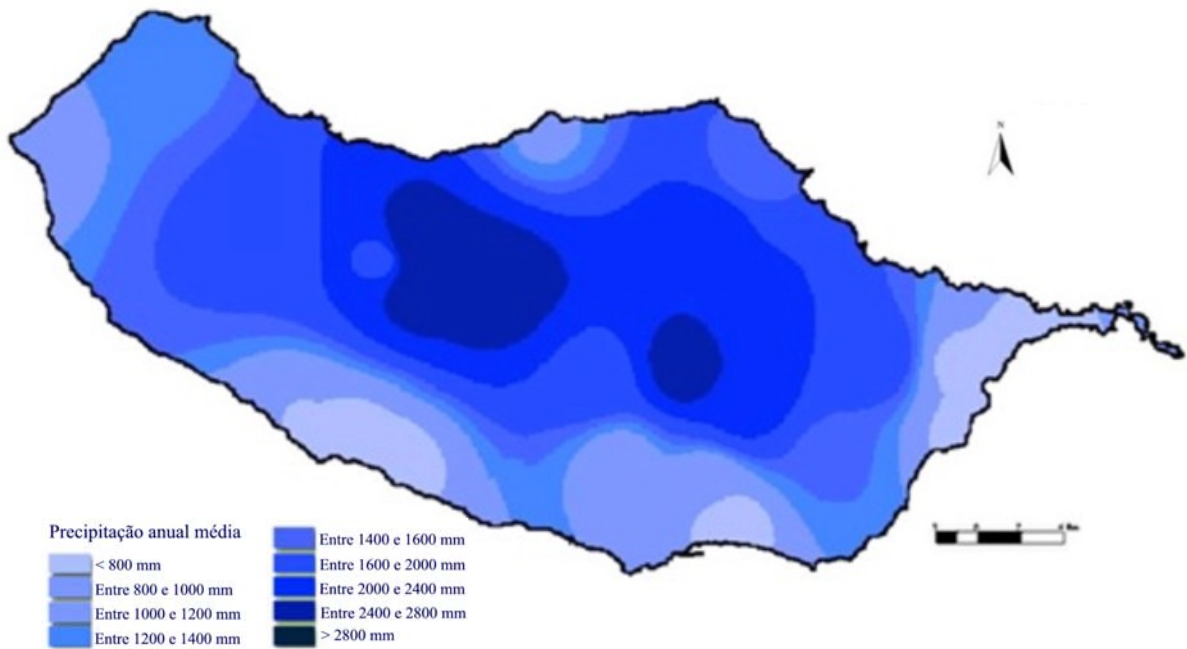 N
Precipitação anual média
< 800 mm
Entre 800 e 1000 mm
Entre 1000 e 1200 mm
Entre 1200 e 1400 mm
Entre 1400 e 1600 mm
Entre 1600 e 2000 mm
Entre 2000 e 2400 mm
Entre 2400 e 2800 mm
> 2800 mm